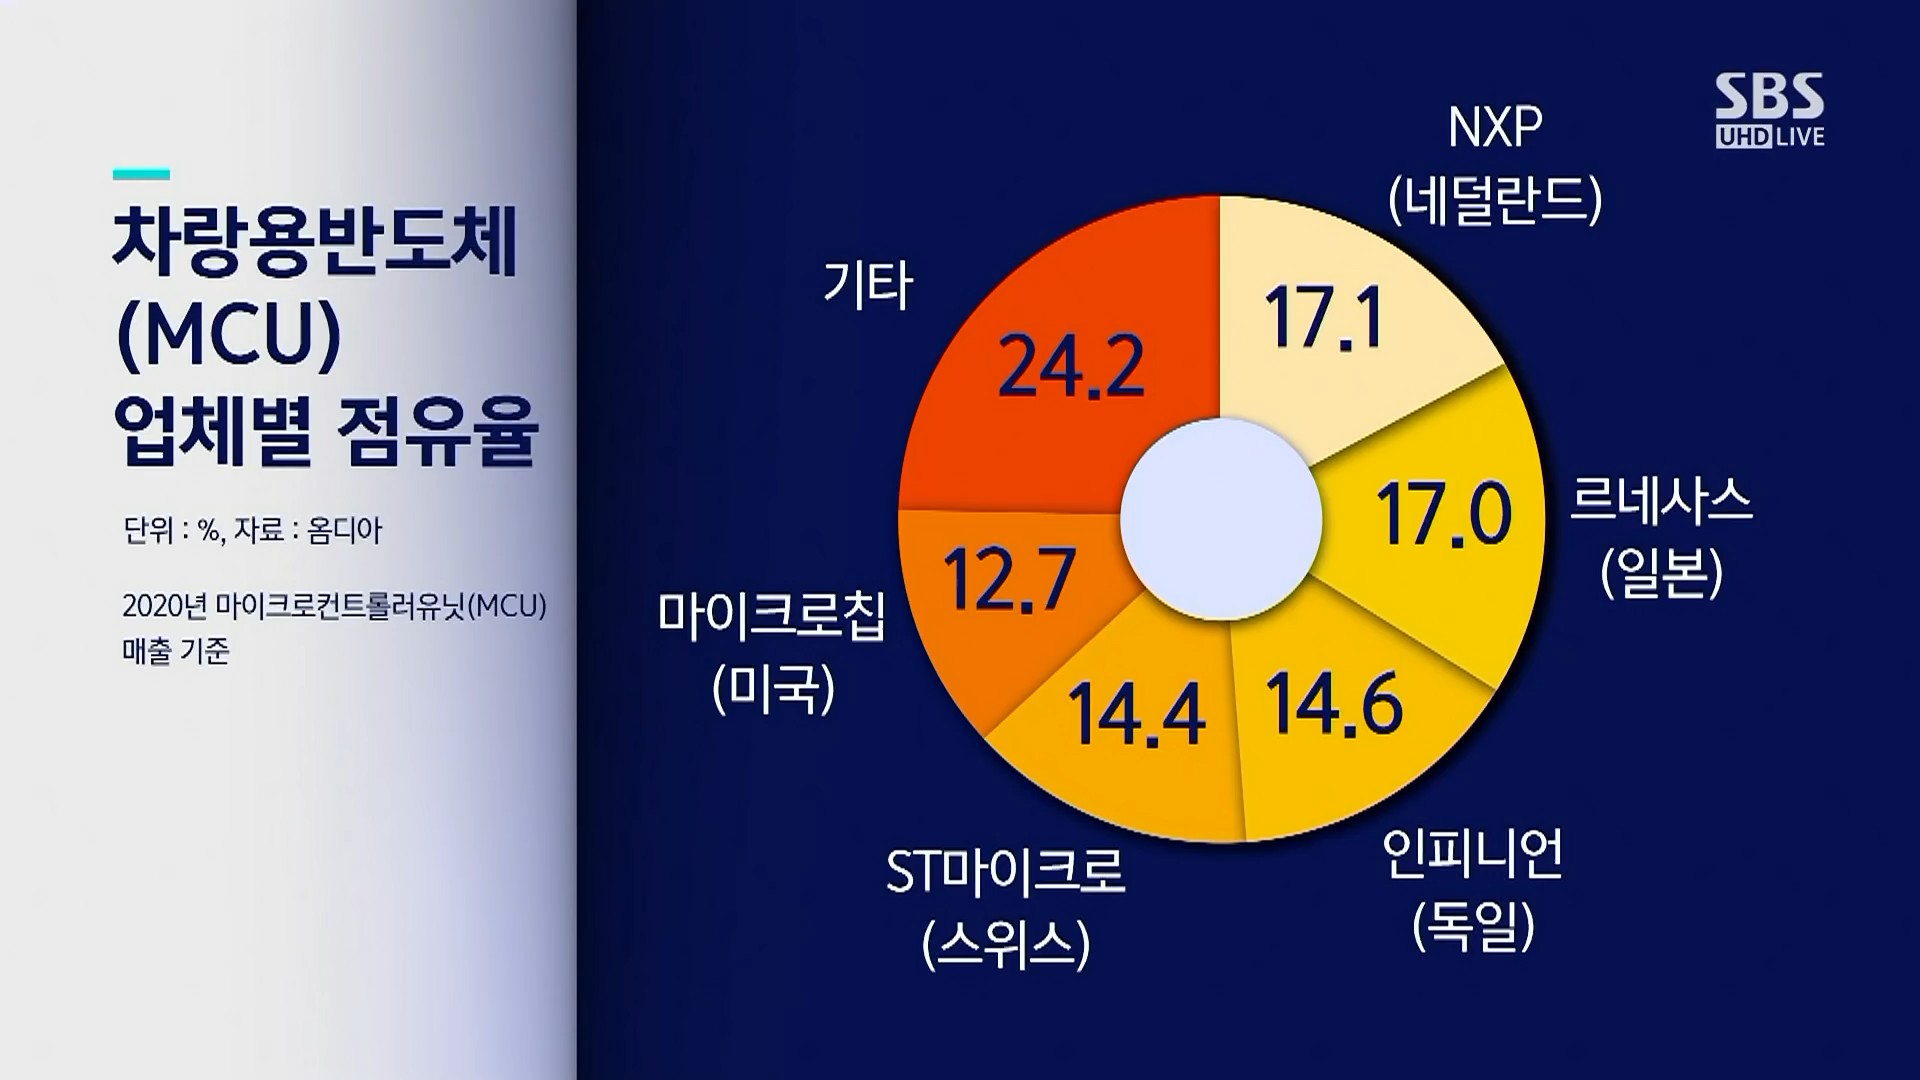 차량용반도체
(MCU)
업체별 점유율
단위 : %, 자료 : 옴디아
2020년 마이크로컨트롤러유닛(MCU)
매출 기준
SBS
UHD LIVE
NXP
(네덜란드)
17.1
르네사스
(일본)
17.0
인피니언
(독일)
14.6
ST마이크로
(스위스)
14.4
마이크로칩
(미국)
12.7
기타
24.2